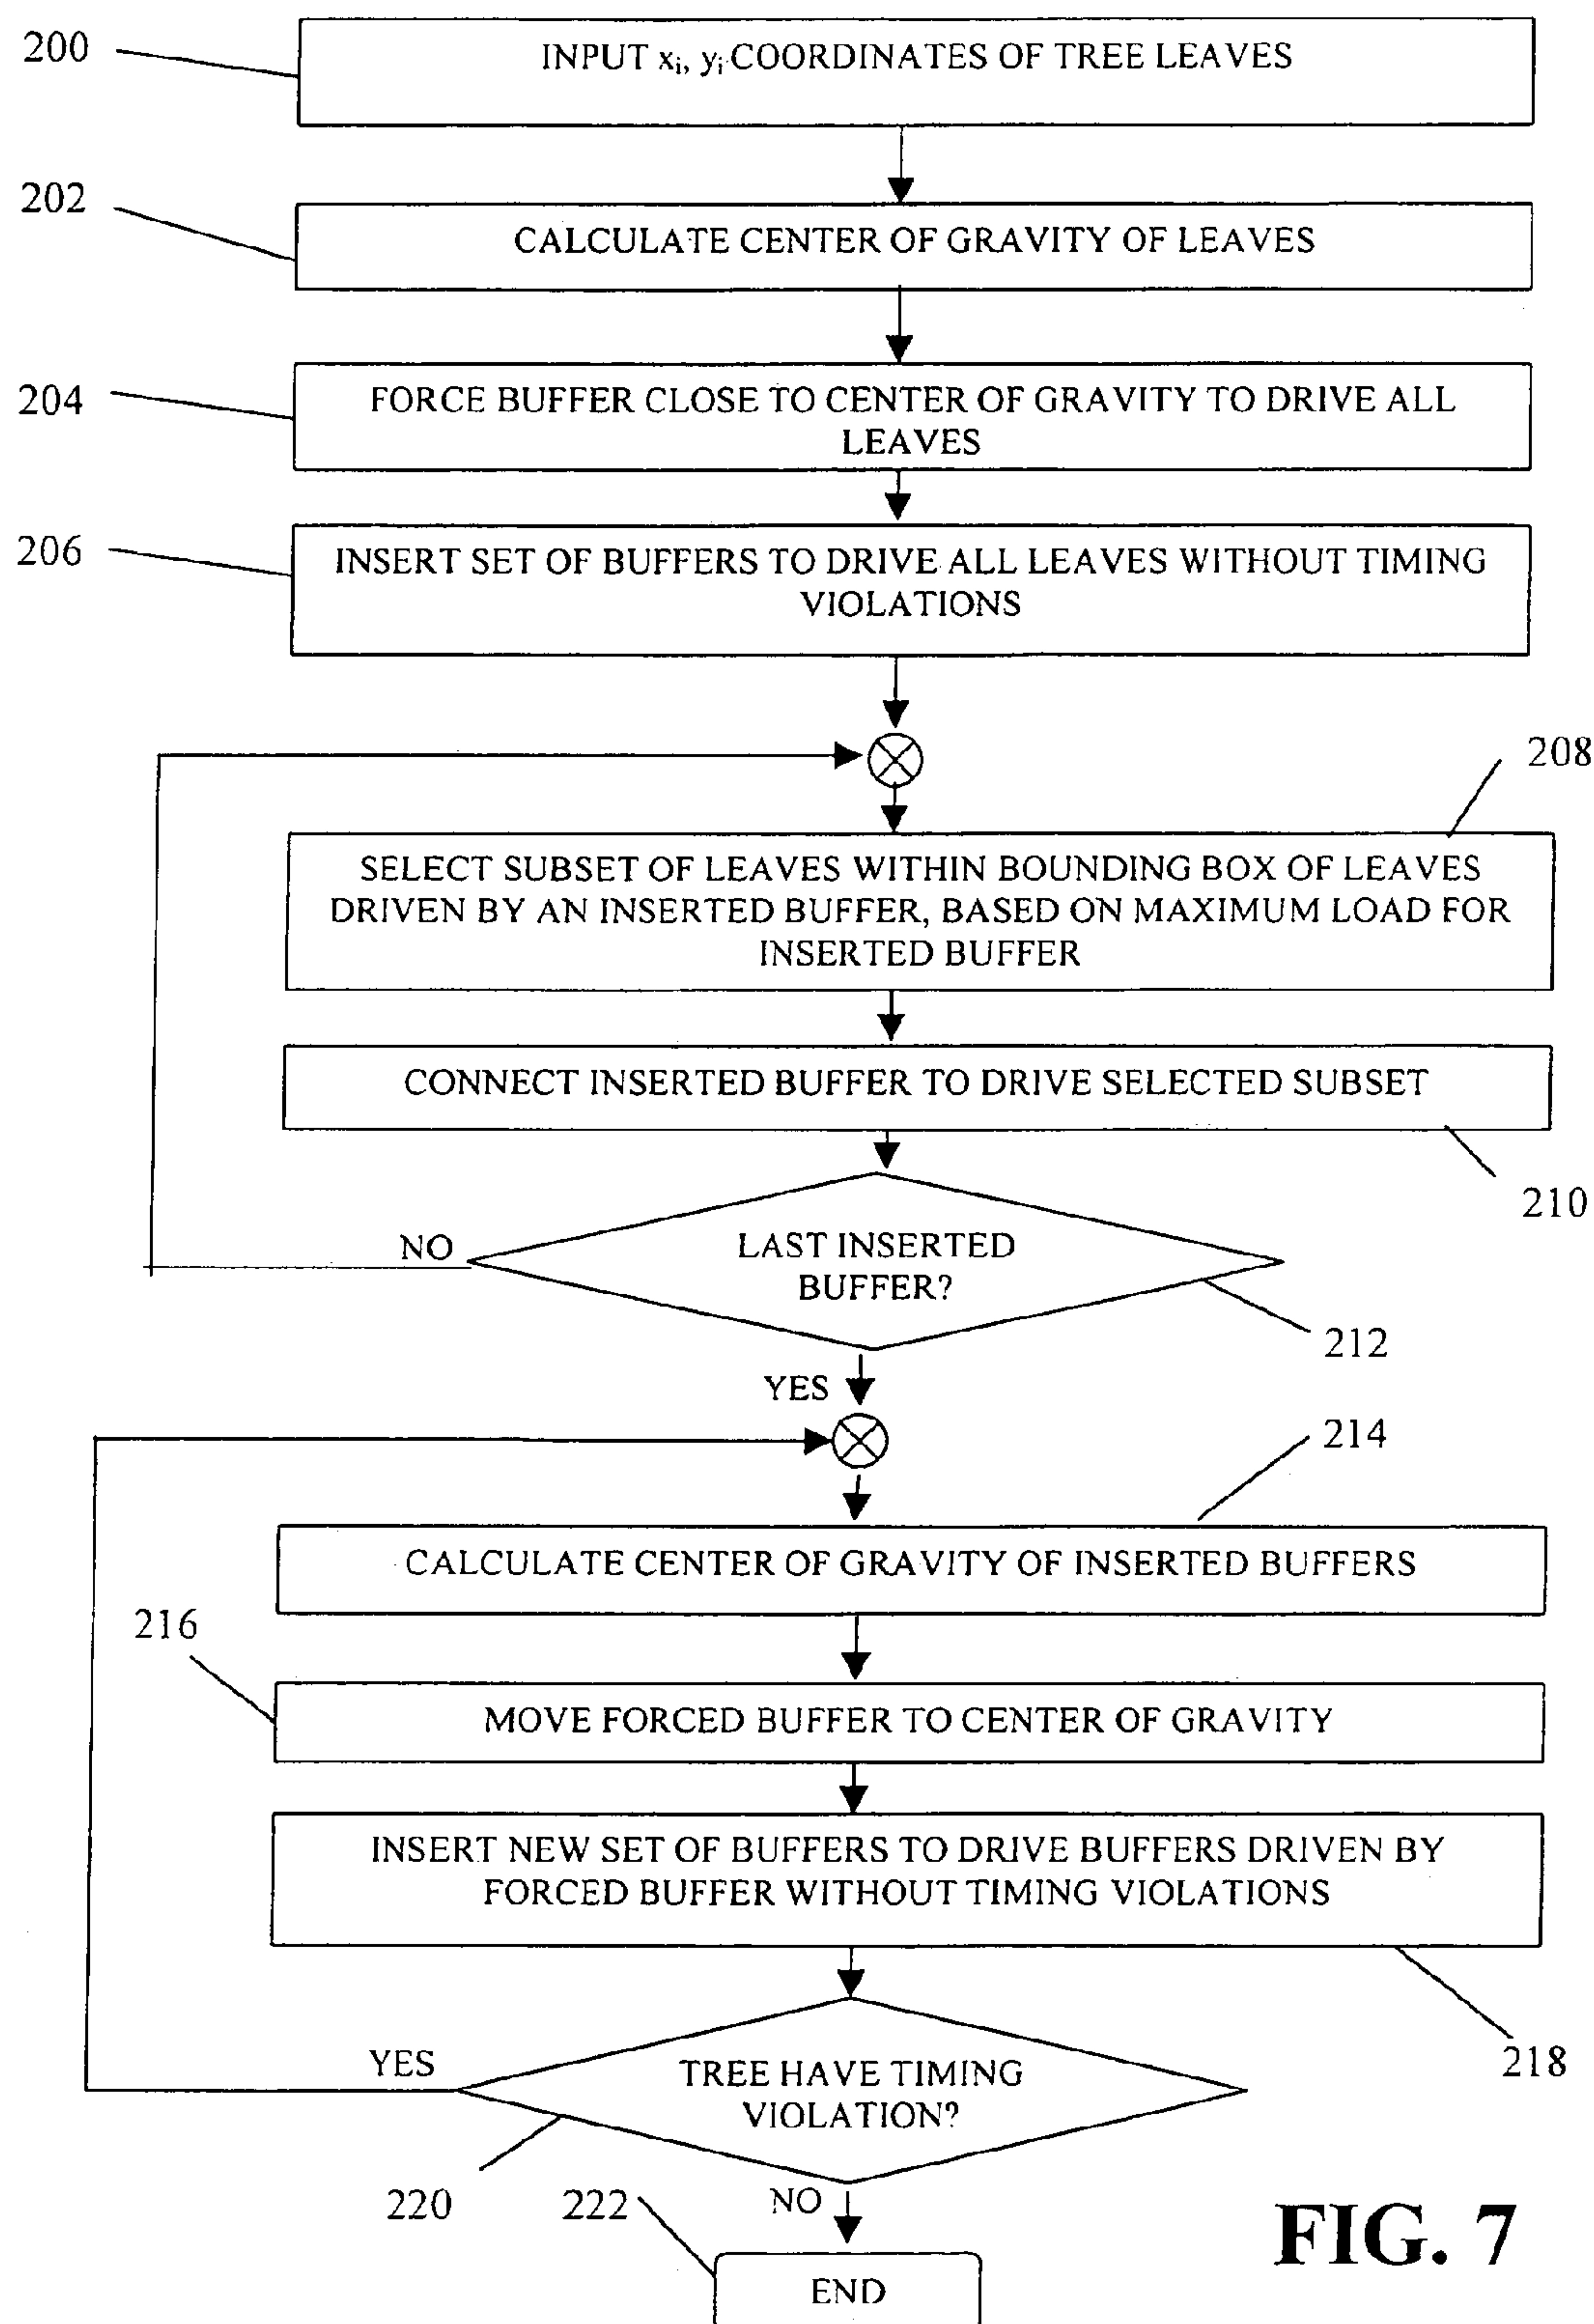 200
INPUT xi, yi COORDINATES OF TREE LEAVES
202
CALCULATE CENTER OF GRAVITY OF LEAVES
204
FORCE BUFFER CLOSE TO CENTER OF GRAVITY TO DRIVE ALL
LEAVES
206
INSERT SET OF BUFFERS TO DRIVE ALL LEAVES WITHOUT TIMING
VIOLATIONS
208
SELECT SUBSET OF LEAVES WITHIN BOUNDING BOX OF LEAVES
DRIVEN BY AN INSERTED BUFFER, BASED ON MAXIMUM LOAD FOR
INSERTED BUFFER
CONNECT INSERTED BUFFER TO DRIVE SELECTED SUBSET
210
NO
LAST INSERTED
BUFFER?
212
YES
214
CALCULATE CENTER OF GRAVITY OF INSERTED BUFFERS
216
MOVE FORCED BUFFER TO CENTER OF GRAVITY
INSERT NEW SET OF BUFFERS TO DRIVE BUFFERS DRIVEN BY
FORCED BUFFER WITHOUT TIMING VIOLATIONS
218
YES
TREE HAVE TIMING
VIOLATION?
220
222
NO
END
FIG. 7